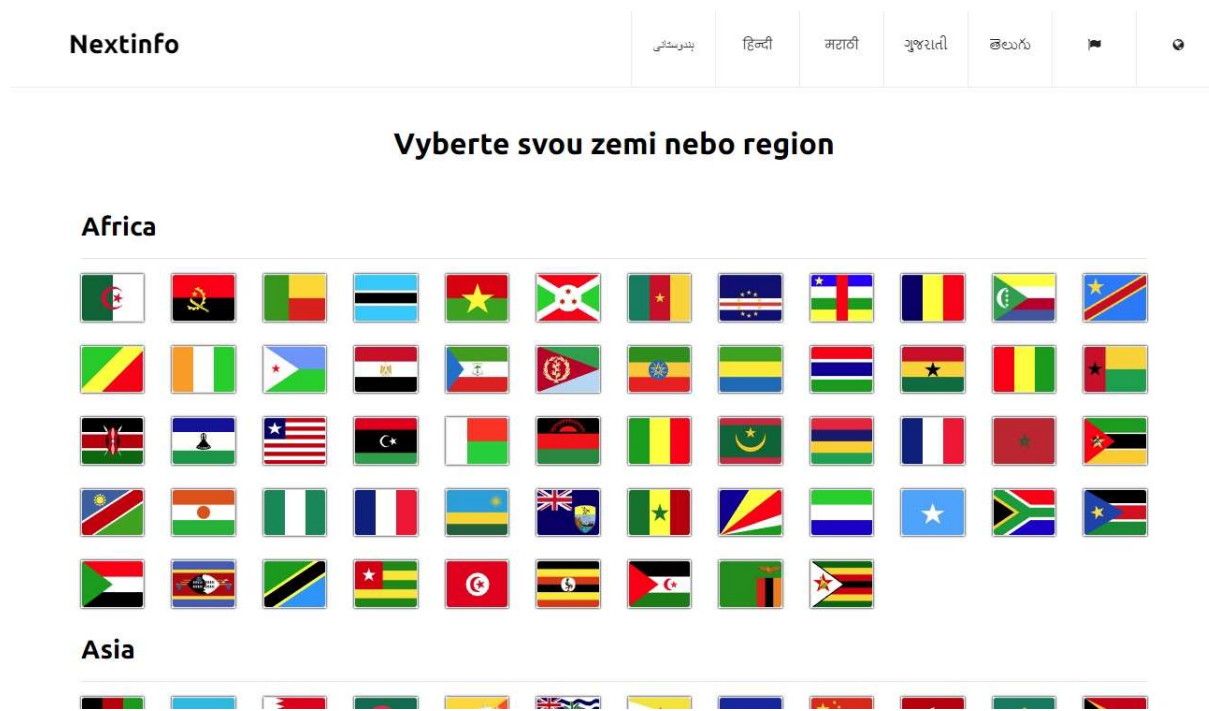 Nextinfo
ہندوستانی
हिन्दी
मराठी
ગુજરાતી
తెలుగు
Vyberte svou zemi nebo region
Africa
Asia